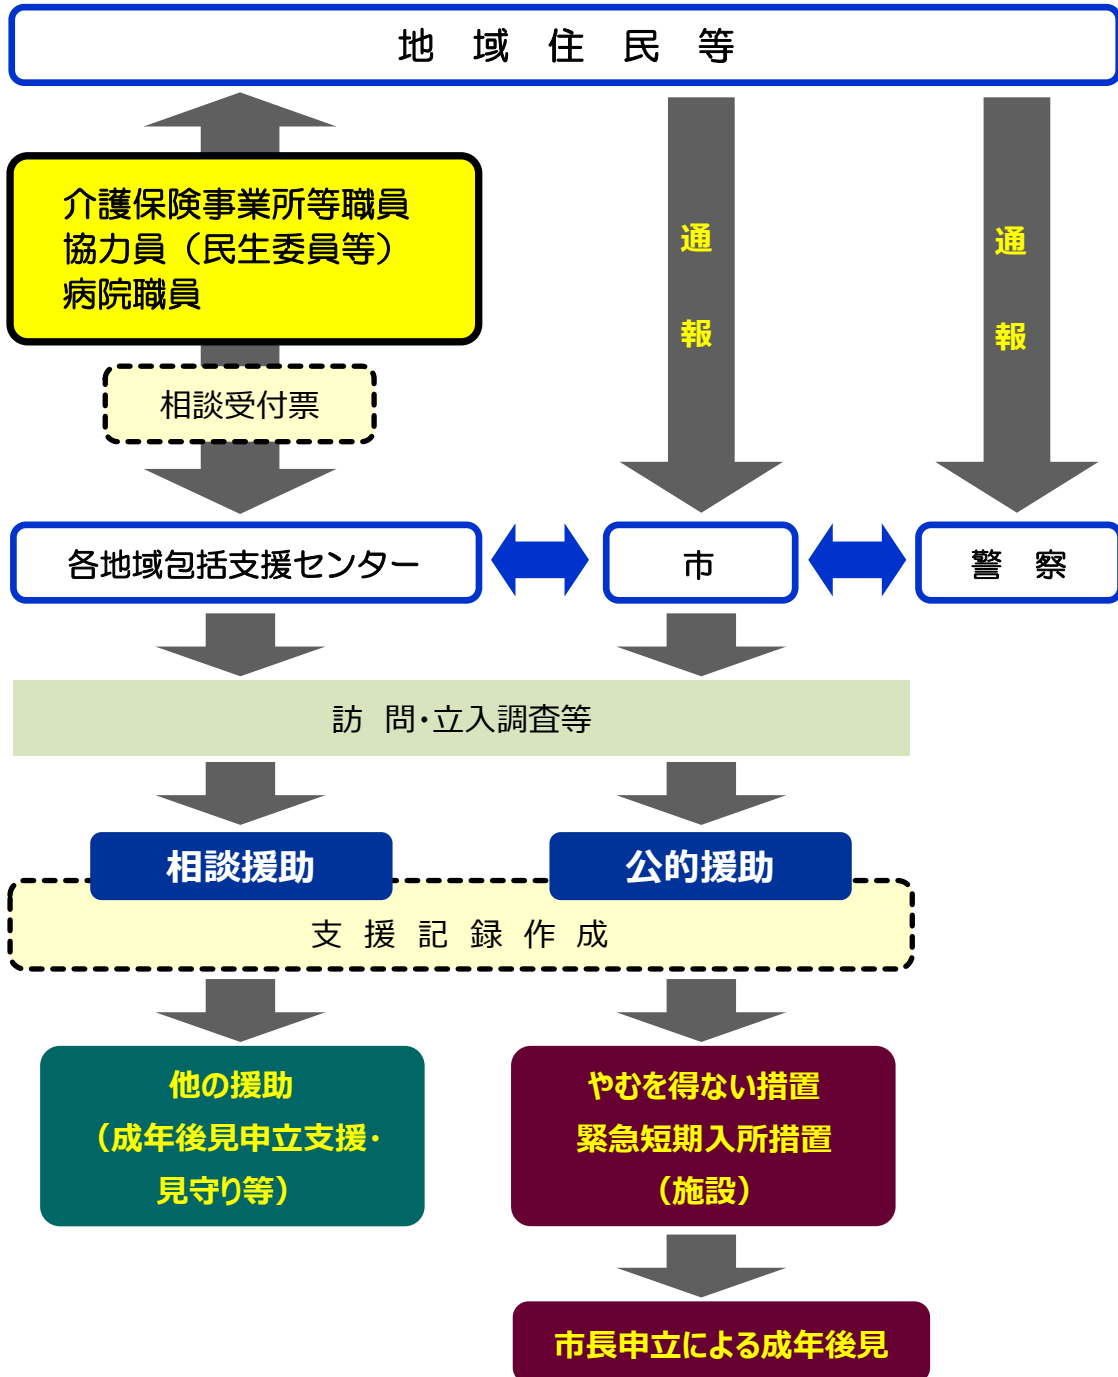 地 域 住 民 等
介護保険事業所等職員
協力員（民生委員等）
病院職員
通報
通報
相談受付票
各地域包括支援センター
市
警 察
訪 問・立入調査等
相談援助
公的援助
支 援 記 録 作 成
他の援助
（成年後見申立支援・
見守り等）
やむを得ない措置
緊急短期入所措置
（施設）
市長申立による成年後見